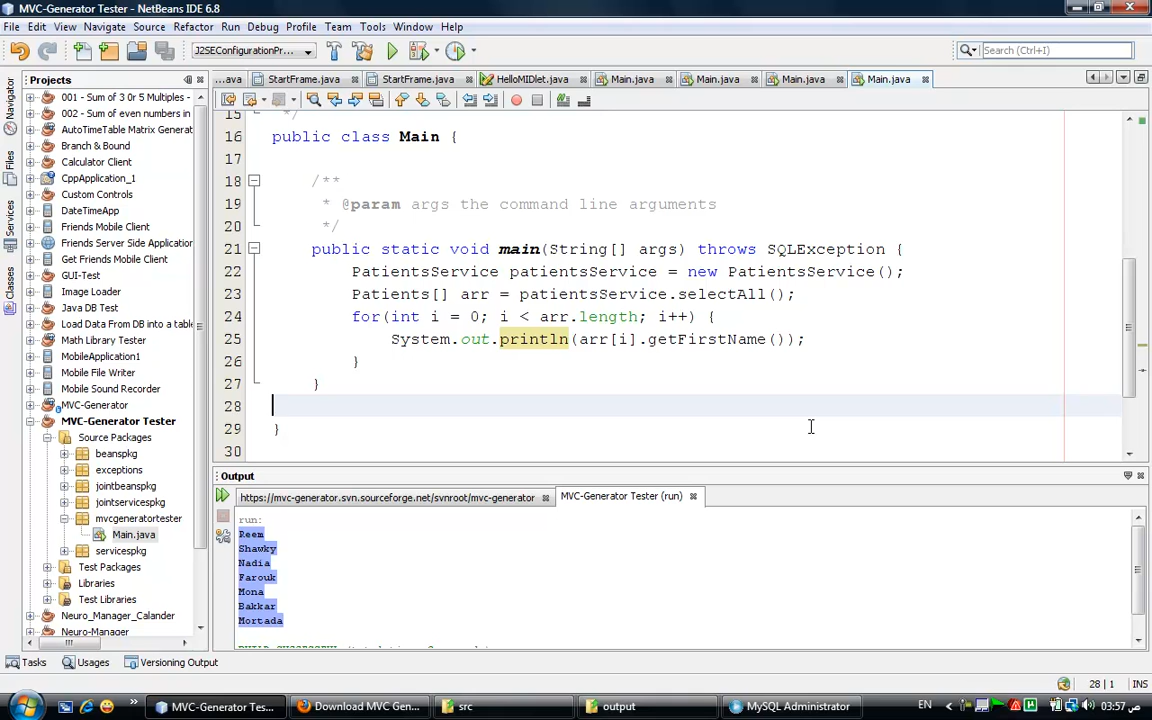 MVC-Generator Tester - NetBeans IDE 6.8
File Edit View Navigate Source Refactor Run Debug Profile Team Tools Window Help
J2SEConfigurationPr...
Search (Ctrl+I)
Projects
...ava StartFrame.java StartFrame.java HelloMIDlet.java Main.java Main.java Main.java Main.java
Navigator
Files
Services
Classes
001 - Sum of 3 0r 5 Multiples -
002 - Sum of even numbers in
AutoTimeTable Matrix Generat
Branch & Bound
Calculator Client
CppApplication_1
Custom Controls
DateTimeApp
Friends Mobile Client
Friends Server Side Application
Get Friends Mobile Client
GUI-Test
Image Loader
Java DB Test
Load Data From DB into a table
Math Library Tester
MobileApplication1
Mobile File Writer
Mobile Sound Recorder
MVC-Generator
MVC-Generator Tester
Source Packages
beanspkg
exceptions
jointbeanspkg
jointservicespkg
mvcgeneratortester
Main.java
servicespkg
Test Packages
Libraries
Test Libraries
Neuro_Manager_Calander
Neuro-Manager
15 */
16 public class Main {
17
18 /**
19 * @param args the command line arguments
20 */
21 public static void main(String[] args) throws SQLException {
22 PatientsService patientsService = new PatientsService();
23 Patients[] arr = patientsService.selectAll();
24 for(int i = 0; i < arr.length; i++) {
25 System.out.println(arr[i].getFirstName());
26 }
27 }
28
29 }
30
Output
https://mvc-generator.svn.sourceforge.net/svnroot/mvc-generator MVC-Generator Tester (run)
run:
Reem
Shawky
Nadia
Farouk
Mona
Bakkar
Mortada
Tasks Usages Versioning Output
28 | 1 INS
MVC-Generator Tes... Download MVC Gen... src output MySQL Administrator EN 03:57 ص